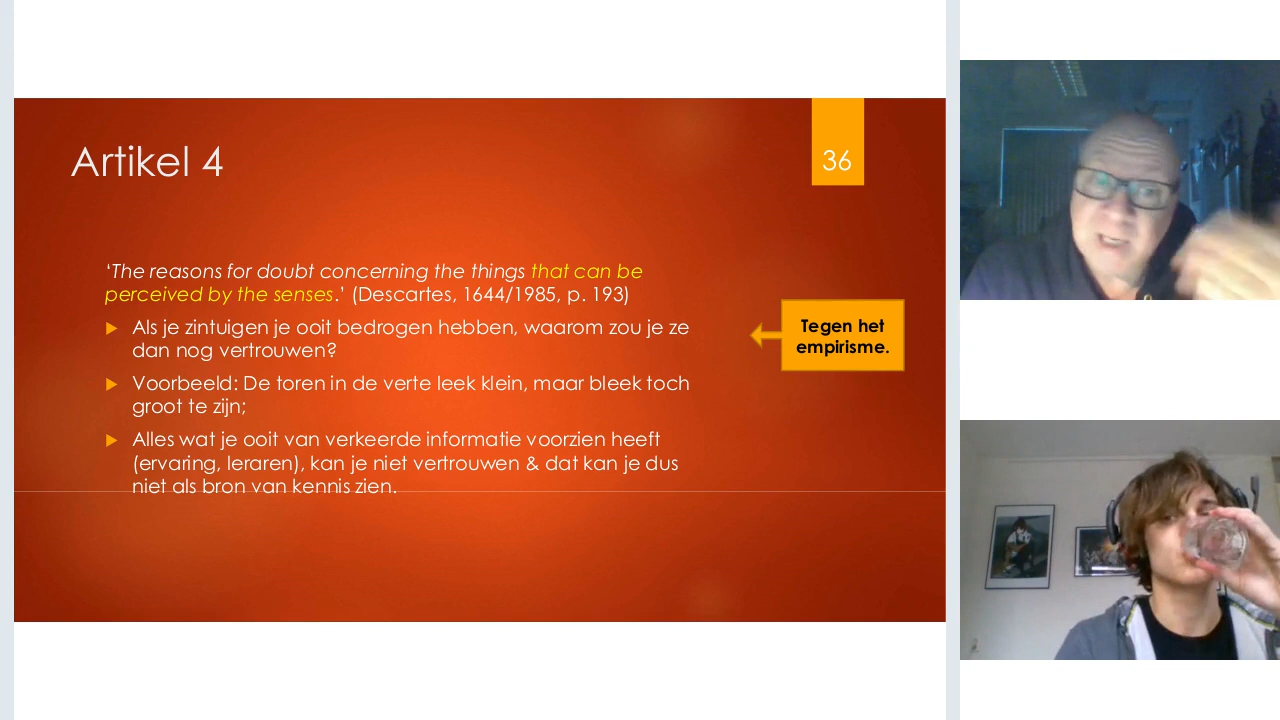 Artikel 4
36
‘The reasons for doubt concerning the things that can be
perceived by the senses.’ (Descartes, 1644/1985, p. 193)
Als je zintuigen je ooit bedrogen hebben, waarom zou je ze
dan nog vertrouwen?
Voorbeeld: De toren in de verte leek klein, maar bleek toch
groot te zijn;
Alles wat je ooit van verkeerde informatie voorzien heeft
(ervaring, leraren), kan je niet vertrouwen & dat kan je dus
niet als bron van kennis zien.
Tegen het
empirisme.